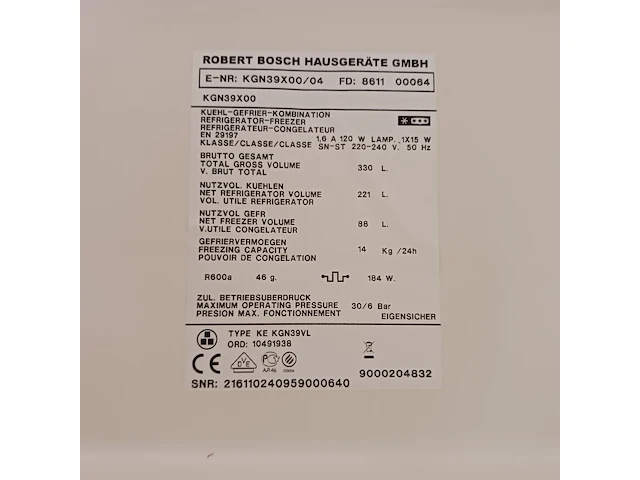 ROBERT BOSCH HAUSGERÄTE GMBH
E-NR: KGN39X00/04 FD: 8611 00064
KGN39X00
KUEHL-GEFRIER-KOMBINATION
REFRIGERATOR-FREEZER
REFRIGERATEUR-CONGELATEUR
EN 29197 1.6 A 120 W LAMP. 1X15 W
KLASSE/CLASSE/CLASSE SN-ST 220-240 V. 50 Hz
BRUTTO GESAMT
TOTAL GROSS VOLUME 330 L.
V. BRUT TOTAL
NUTZVOL. KUEHLEN
NET REFRIGERATOR VOLUME 221 L.
VOL. UTILE REFRIGERATOR
NUTZVOL GEFR
NET FREEZER VOLUME 88 L.
V.UTILE CONGELATEUR
GEFRIERVERMOEGEN
FREEZING CAPACITY 14 Kg /24h
POUVOIR DE CONGELATION
R600a 46 g. 184 W.
ZUL. BETRIEBSUBERDRUCK
MAXIMUM OPERATING PRESSURE 30/6 Bar
PRESION MAX. FONCTIONNEMENT EIGENSICHER
TYPE KE KGN39VL
ORD: 10491938
CE DVE 9000204832
SNR: 216110240959000640